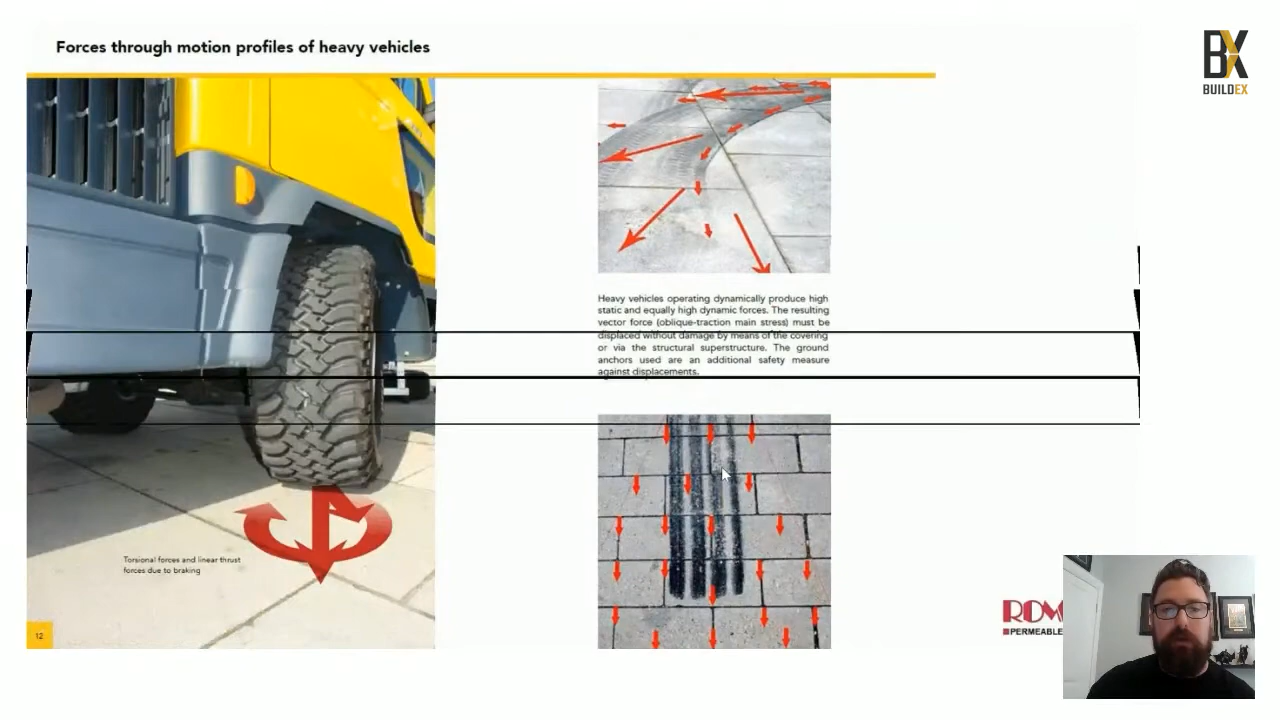 Forces through motion profiles of heavy vehicles
BX
BUILDEX
Heavy vehicles operating dynamically produce high
static and equally high dynamic forces. The resulting
vector force (oblique-traction main stress) must be
displaced without damage by means of the covering
or via the structural superstructure. The ground
anchors used are an additional safety measure
against displacements.
Torsional forces and linear thrust
forces due to braking
12
PERMEABLE